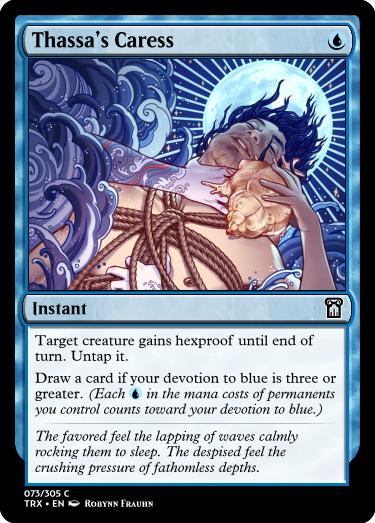 Thassa's Caress
Instant
Target creature gains hexproof until end of
turn. Untap it.
Draw a card if your devotion to blue is three or
greater. (Each in the mana costs of permanents
you control counts toward your devotion to blue.)
The favored feel the lapping of waves calmly
rocking them to sleep. The despised feel the
crushing pressure of fathomless depths.
073/305 C
TRX • EN Robynn Frauhn